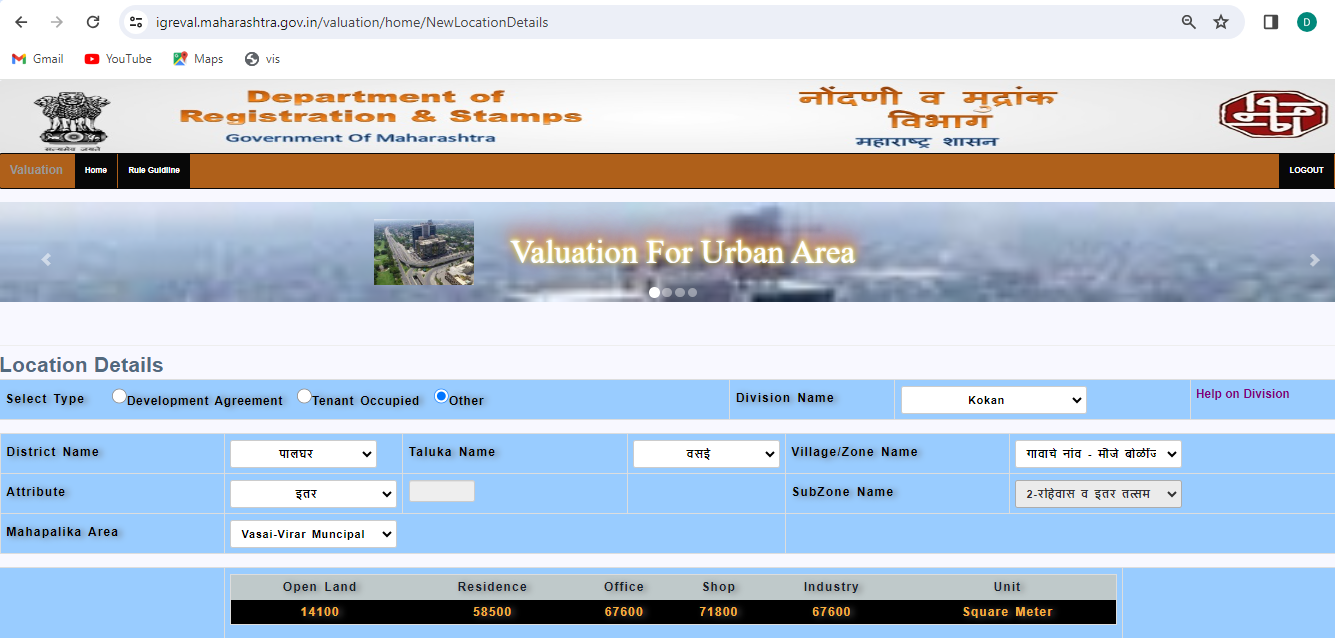 igreval.maharashtra.gov.in/valuation/home/NewLocationDetails
D
Gmail YouTube Maps vis
Department of
Registration & Stamps
Government Of Maharashtra
नोंदणी व मुद्रांक
विभाग
महाराष्ट्र शासन
सत्यमेव जयते
Valuation Home Rule Guidline LOGOUT
Valuation For Urban Area
Location Details
Select Type Development Agreement Tenant Occupied Other Division Name Kokan Help on Division
District Name पालघर Taluka Name वसई Village/Zone Name गावाचे नांव - मौजे बोळींज
Attribute इतर SubZone Name 2-रहिवास व इतर तत्सम
Mahapalika Area Vasai-Virar Muncipal
Open Land Residence Office Shop Industry Unit
14100 58500 67600 71800 67600 Square Meter